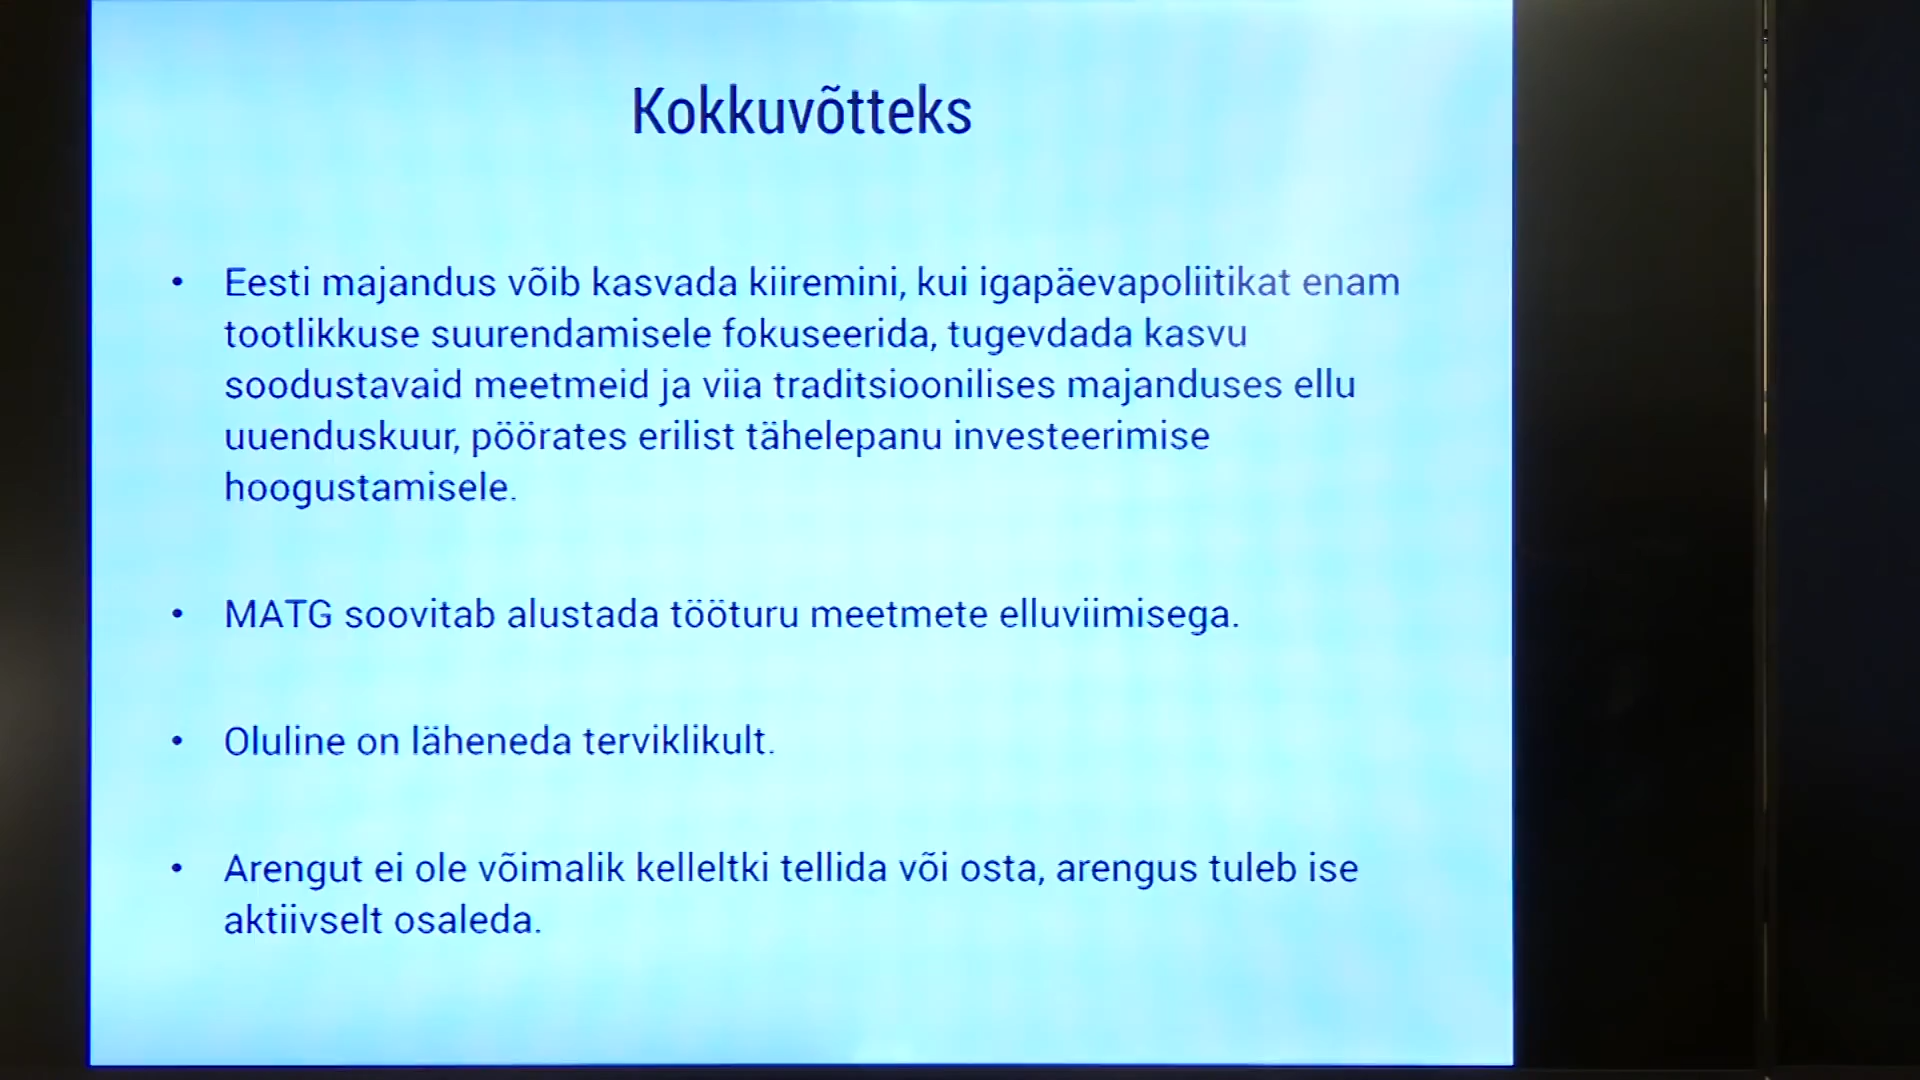 Kokkuvõtteks
• Eesti majandus võib kasvada kiiremini, kui igapäevapoliitikat enam
tootlikkuse suurendamisele fokuseerida, tugevdada kasvu
soodustavaid meetmeid ja viia traditsioonilises majanduses ellu
uuenduskuur, pöörates erilist tähelepanu investeerimise
hoogustamisele.
• MATG soovitab alustada tööturu meetmete elluviimisega.
• Oluline on läheneda terviklikult.
• Arengut ei ole võimalik kelleltki tellida või osta, arengus tuleb ise
aktiivselt osaleda.